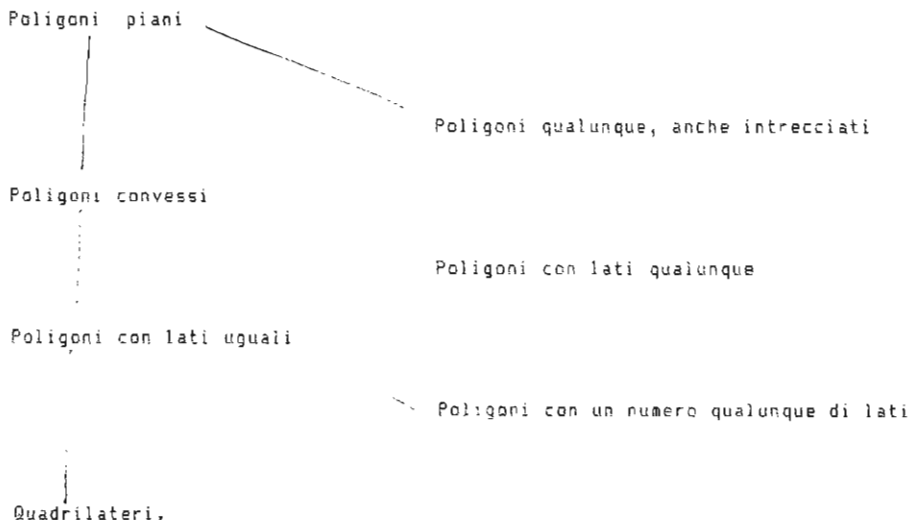 Poligoni piani
Poligoni qualunque, anche intrecciati
Poligoni convessi
Poligoni con lati qualunque
Poligoni con lati uguali
Poligoni con un numero qualunque di lati
Quadrilateri.